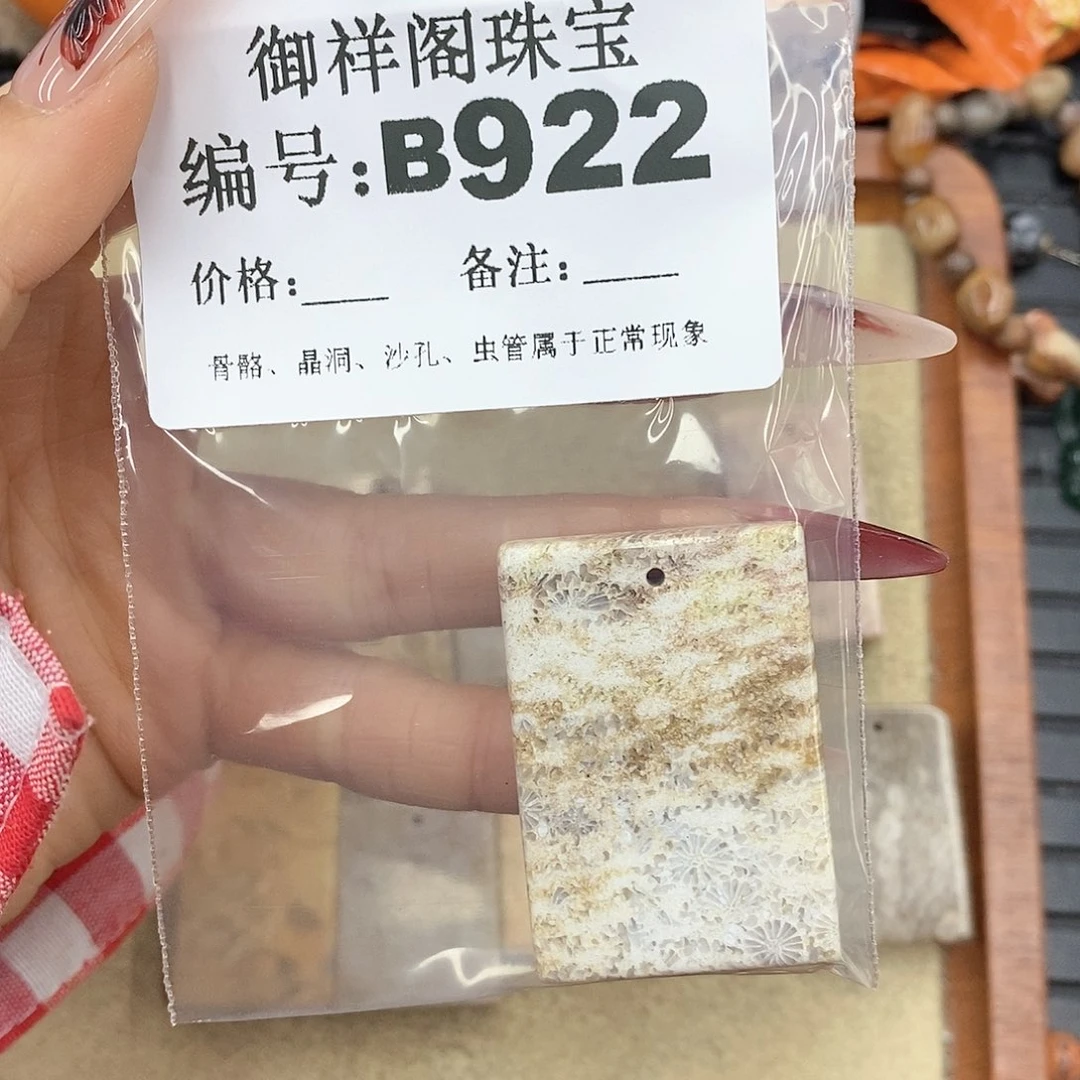 御祥阁珠宝
编号:B922
价格:____ 备注:____
骨骼、晶洞、沙孔、虫管属于正常现象